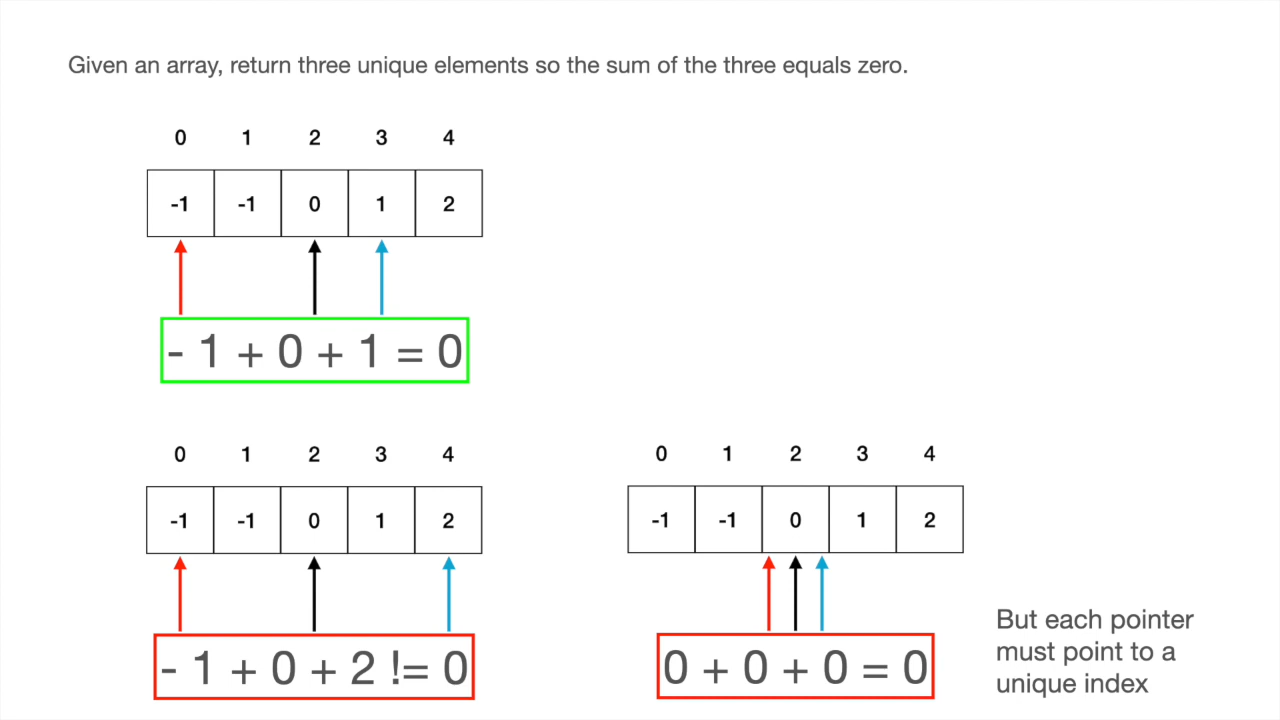 Given an array, return three unique elements so the sum of the three equals zero.
0 1 2 3 4
-1 -1 0 1 2
- 1 + 0 + 1 = 0
0 1 2 3 4
-1 -1 0 1 2
- 1 + 0 + 2 != 0
0 1 2 3 4
-1 -1 0 1 2
0 + 0 + 0 = 0
But each pointer
must point to a
unique index